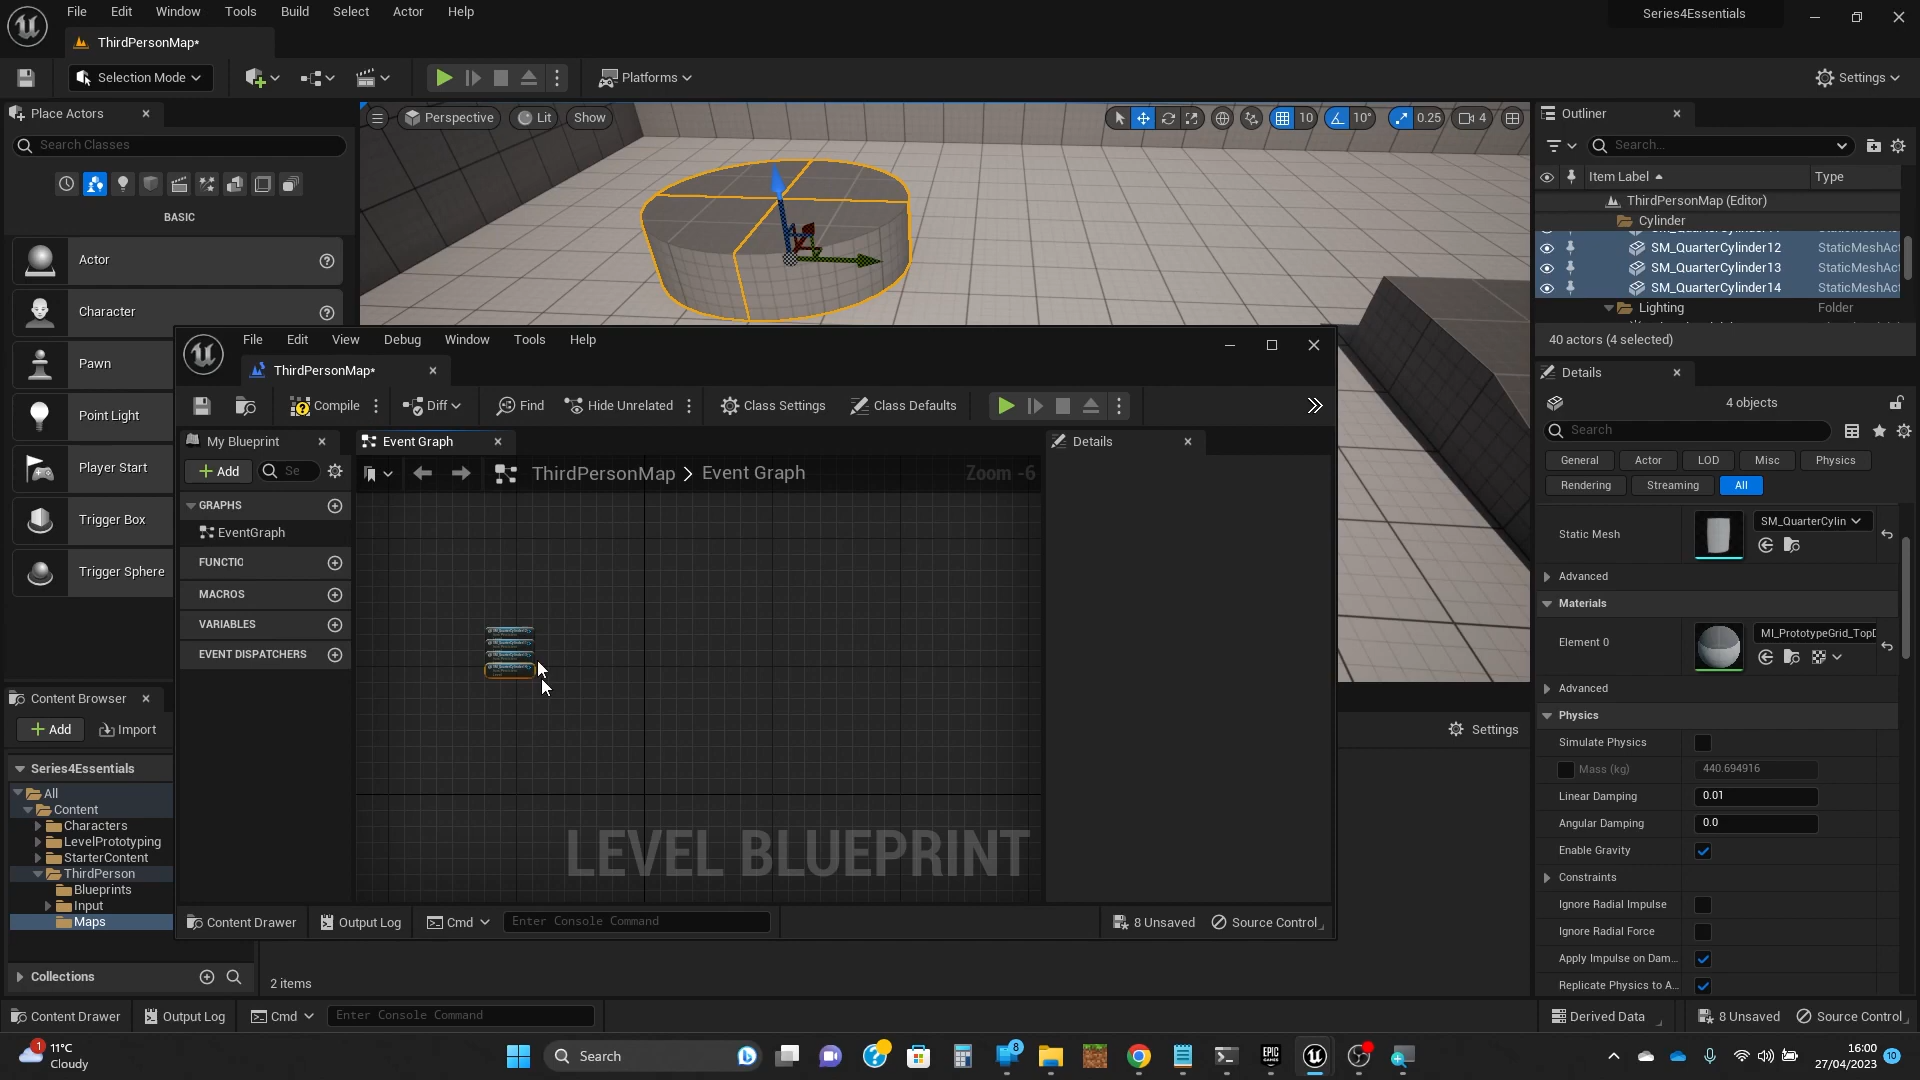 File Edit Window Tools Build Select Actor Help
Series4Essentials
ThirdPersonMap*
Selection Mode
Platforms
Settings
Place Actors
Search Classes
BASIC
Actor
Character
Pawn
Point Light
Player Start
Trigger Box
Trigger Sphere
Perspective Lit Show
10 10° 0.25 4
Outliner
Search...
Item Label Type
ThirdPersonMap (Editor)
Cylinder
SM_QuarterCylinder12 StaticMeshAct
SM_QuarterCylinder13 StaticMeshAct
SM_QuarterCylinder14 StaticMeshAct
Lighting Folder
40 actors (4 selected)
Details
4 objects
Search
General Actor LOD Misc Physics
Rendering Streaming All
Static Mesh SM_QuarterCylin
Advanced
Materials
Element 0 MI_PrototypeGrid_TopD
Advanced
Physics
Simulate Physics
Mass (kg) 440.694916
Linear Damping 0.01
Angular Damping 0.0
Enable Gravity
Constraints
Ignore Radial Impulse
Ignore Radial Force
Apply Impulse on Dam...
Replicate Physics to A...
File Edit View Debug Window Tools Help
ThirdPersonMap*
Compile Diff Find Hide Unrelated Class Settings Class Defaults
My Blueprint
Add Se
GRAPHS
EventGraph
FUNCTIO
MACROS
VARIABLES
EVENT DISPATCHERS
Event Graph
ThirdPersonMap > Event Graph Zoom -6
LEVEL BLUEPRINT
Details
Content Drawer Output Log Cmd Enter Console Command 8 Unsaved Source Control
Content Browser
Add Import
Settings
Series4Essentials
All
Content
Characters
LevelPrototyping
StarterContent
ThirdPerson
Blueprints
Input
Maps
Collections
2 items
Content Drawer Output Log Cmd Enter Console Command Derived Data 8 Unsaved Source Control
1
11°C
Cloudy
Search
8
EPIC
GAMES
16:00
27/04/2023
10